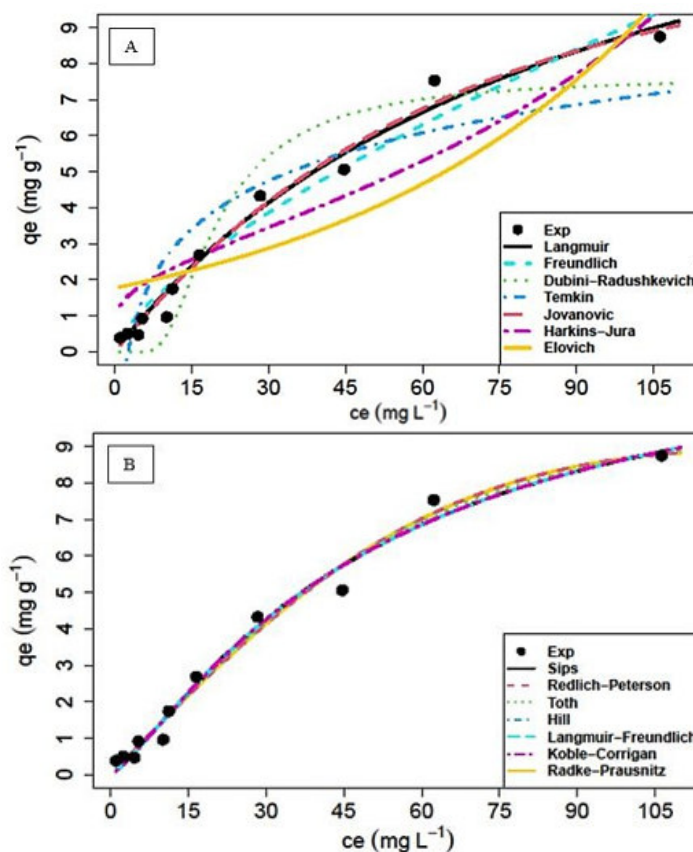 A
qe (mg g⁻¹)
9
8
7
6
5
4
3
2
1
0
Exp
Langmuir
Freundlich
Dubini–Radushkevich
Temkin
Jovanovic
Harkins–Jura
Elovich
0 15 30 45 60 75 90 105
ce (mg L⁻¹)
B
qe (mg g⁻¹)
9
8
7
6
5
4
3
2
1
0
Exp
Sips
Redlich–Peterson
Toth
Hill
Langmuir–Freundlich
Koble–Corrigan
Radke–Prausnitz
0 15 30 45 60 75 90 105
ce (mg L⁻¹)